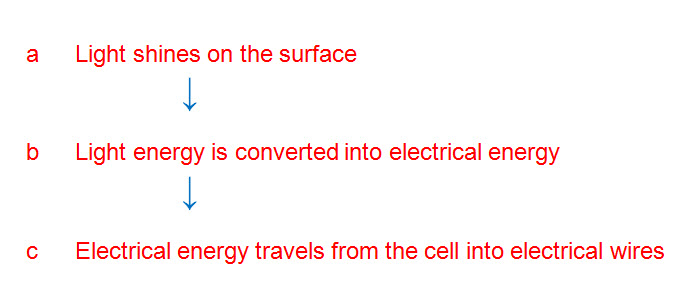 a Light shines on the surface
b Light energy is converted into electrical energy
c Electrical energy travels from the cell into electrical wires